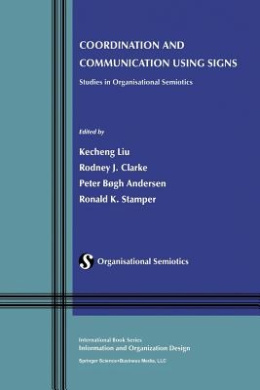 COORDINATION AND
COMMUNICATION USING SIGNS
Studies in Organisational Semiotics
Edited by
Kecheng Liu
Rodney J. Clarke
Peter Bøgh Andersen
Ronald K. Stamper
S Organisational Semiotics
International Book Series
Information and Organization Design
Springer Science+Business Media, LLC